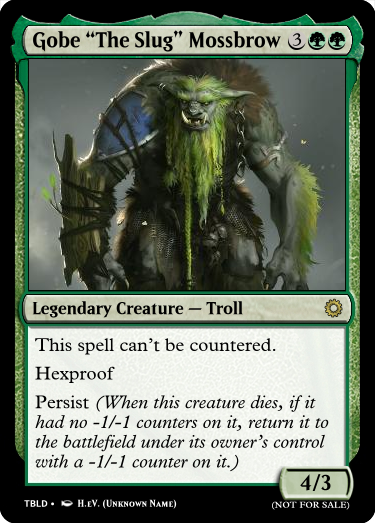 Gobe “The Slug” Mossbrow 3
Legendary Creature — Troll
This spell can't be countered.
Hexproof
Persist (When this creature dies, if it
had no -1/-1 counters on it, return it to
the battlefield under its owner's control
with a -1/-1 counter on it.)
4/3
TBLD • H.eV. (Unknown Name)
(NOT FOR SALE)